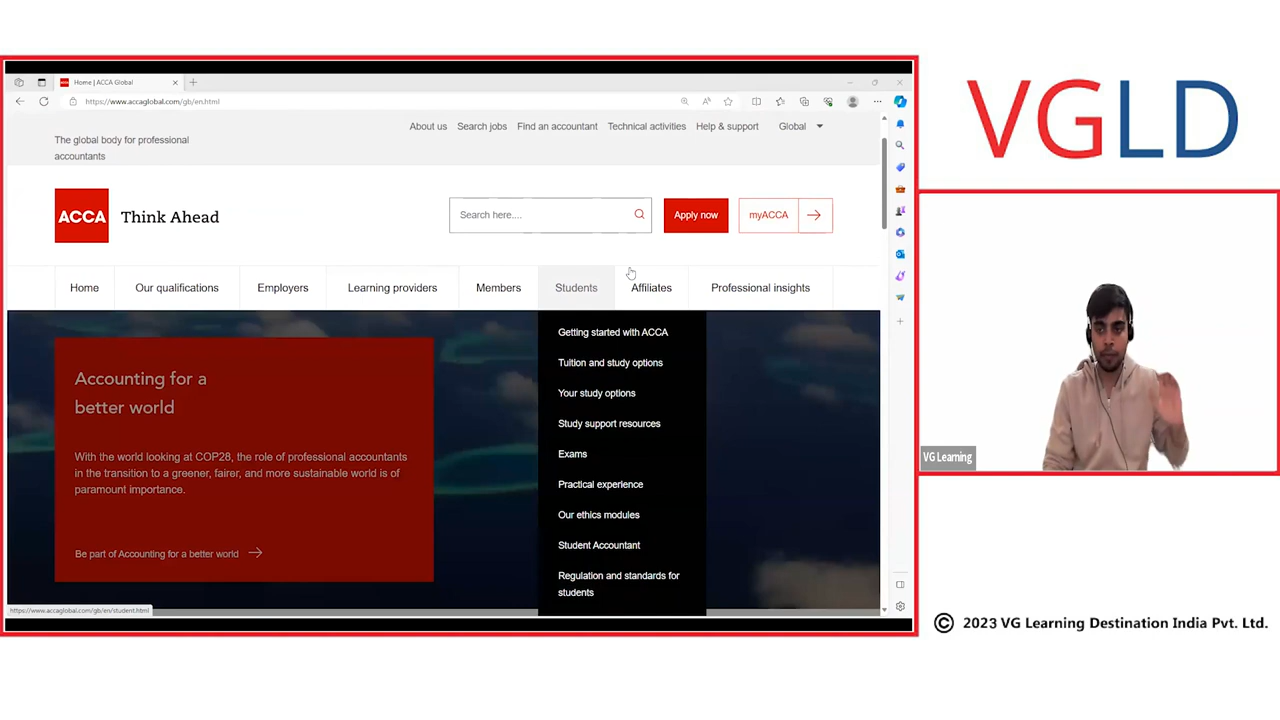 Home | ACCA Global
https://www.accaglobal.com/gb/en.html
The global body for professional
accountants
About us
Search jobs
Find an accountant
Technical activities
Help & support
Global
ACCA
Think Ahead
Search here....
Apply now
myACCA
Home
Our qualifications
Employers
Learning providers
Members
Students
Affiliates
Professional insights
Accounting for a
better world
With the world looking at COP28, the role of professional accountants
in the transition to a greener, fairer, and more sustainable world is of
paramount importance.
Be part of Accounting for a better world
Getting started with ACCA
Tuition and study options
Your study options
Study support resources
Exams
Practical experience
Our ethics modules
Student Accountant
Regulation and standards for
students
https://www.accaglobal.com/gb/en/student.html
VGLD
VG Learning
© 2023 VG Learning Destination India Pvt. Ltd.